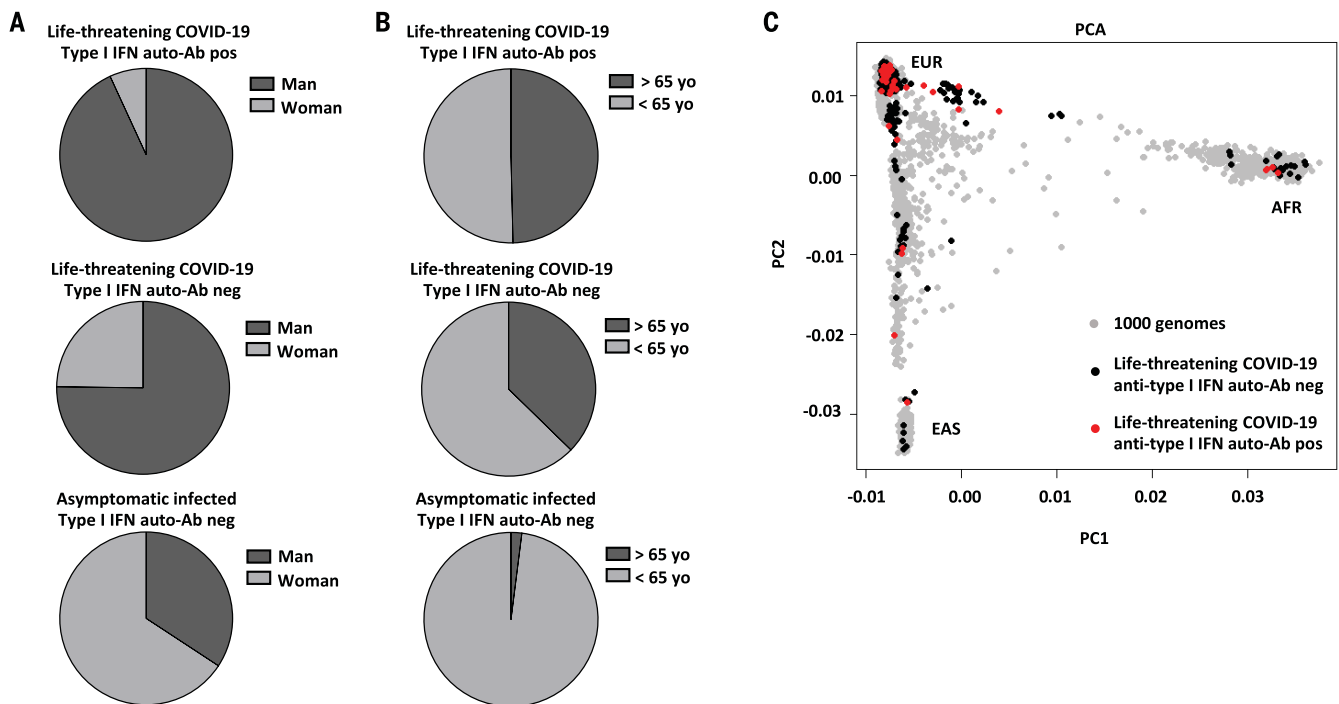 A
Life-threatening COVID-19
Type I IFN auto-Ab pos
Man
Woman
Life-threatening COVID-19
Type I IFN auto-Ab neg
Man
Woman
Asymptomatic infected
Type I IFN auto-Ab neg
Man
Woman
B
Life-threatening COVID-19
Type I IFN auto-Ab pos
> 65 yo
< 65 yo
Life-threatening COVID-19
Type I IFN auto-Ab neg
> 65 yo
< 65 yo
Asymptomatic infected
Type I IFN auto-Ab neg
> 65 yo
< 65 yo
C
PCA
EUR
AFR
EAS
0.01
0.00
-0.01
-0.02
-0.03
PC2
1000 genomes
Life-threatening COVID-19
anti-type I IFN auto-Ab neg
Life-threatening COVID-19
anti-type I IFN auto-Ab pos
-0.01 0.00 0.01 0.02 0.03
PC1